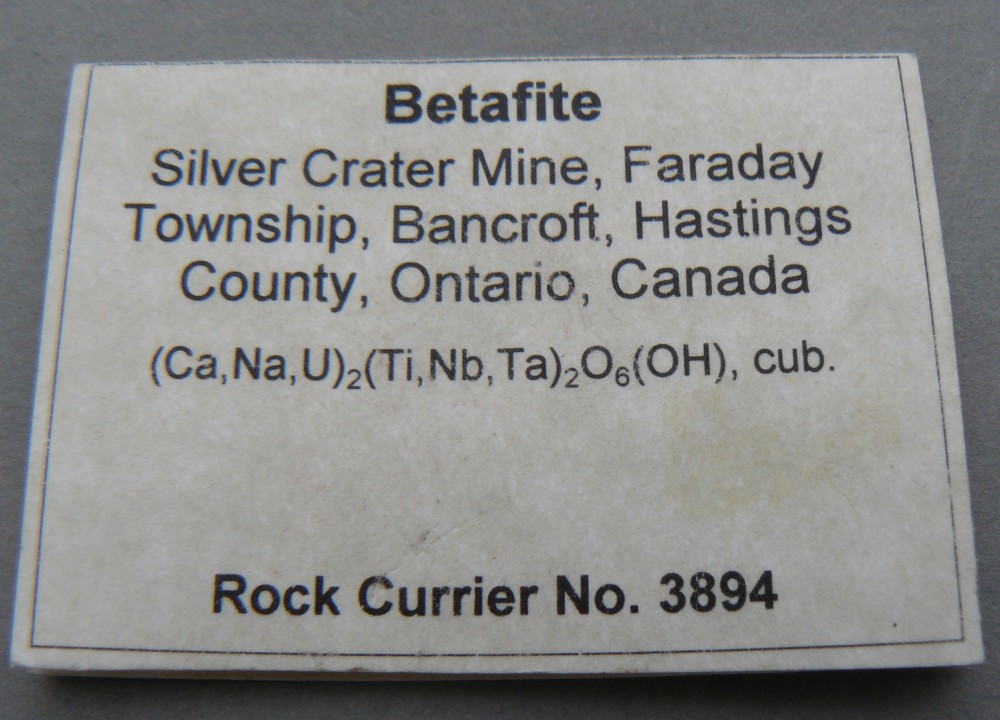 Betafite
Silver Crater Mine, Faraday
Township, Bancroft, Hastings
County, Ontario, Canada
(Ca,Na,U)₂(Ti,Nb,Ta)₂O₆(OH), cub.
Rock Currier No. 3894